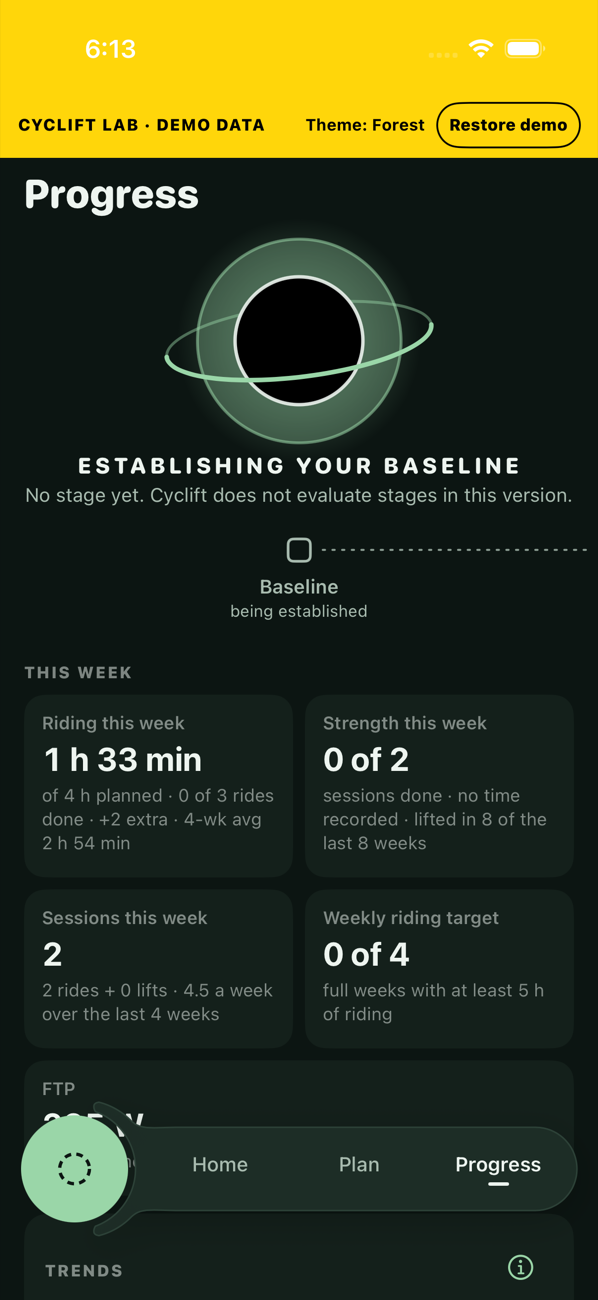 6:13
CYCLIFT LAB · DEMO DATA
Theme: Forest
Restore demo
Progress
ESTABLISHING YOUR BASELINE
No stage yet. Cyclift does not evaluate stages in this version.
Baseline
being established
THIS WEEK
Riding this week
1 h 33 min
of 4 h planned · 0 of 3 rides
done · +2 extra · 4-wk avg
2 h 54 min
Strength this week
0 of 2
sessions done · no time
recorded · lifted in 8 of the
last 8 weeks
Sessions this week
2
2 rides + 0 lifts · 4.5 a week
over the last 4 weeks
Weekly riding target
0 of 4
full weeks with at least 5 h
of riding
FTP
W
Home
Plan
Progress
TRENDS